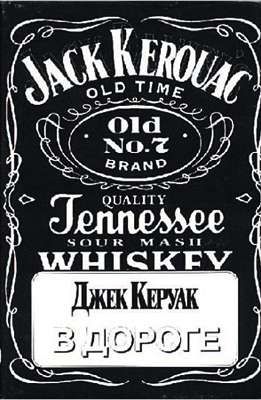 JACK KEROUAC
OLD TIME
Old
No.7
BRAND
QUALITY
Tennessee
SOUR MASH
WHISKEY
Джек Керуак
В ДОРОГЕ